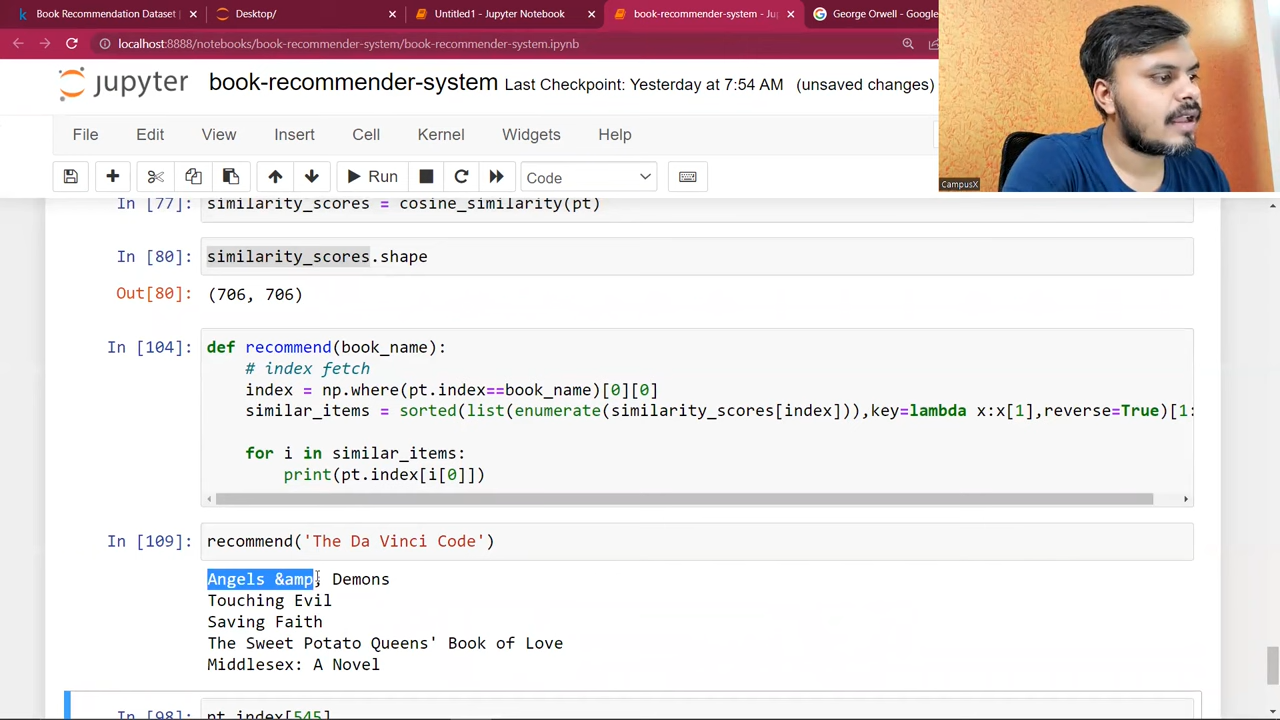 Book Recommendation Dataset
Desktop/
Untitled1 - Jupyter Notebook
book-recommender-system - Ju
George Orwell - Google
localhost:8888/notebooks/book-recommender-system/book-recommender-system.ipynb
jupyter book-recommender-system Last Checkpoint: Yesterday at 7:54 AM (unsaved changes)
File Edit View Insert Cell Kernel Widgets Help
Run Code
CampusX
In [77]: similarity_scores = cosine_similarity(pt)
In [80]: similarity_scores.shape
Out[80]: (706, 706)
In [104]: def recommend(book_name):
# index fetch
index = np.where(pt.index==book_name)[0][0]
similar_items = sorted(list(enumerate(similarity_scores[index])),key=lambda x:x[1],reverse=True)[1:
for i in similar_items:
print(pt.index[i[0]])
In [109]: recommend('The Da Vinci Code')
Angels &amp; Demons
Touching Evil
Saving Faith
The Sweet Potato Queens' Book of Love
Middlesex: A Novel
In [98]: pt.index[545]